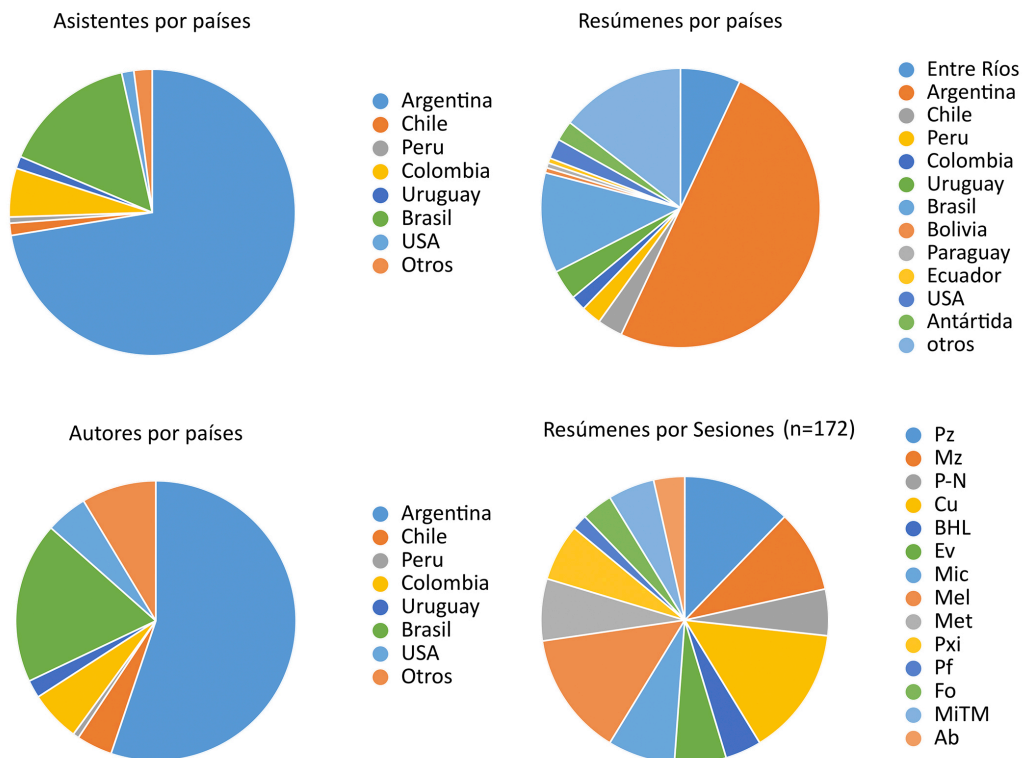 Asistentes por países
Argentina
Chile
Peru
Colombia
Uruguay
Brasil
USA
Otros
Resúmenes por países
Entre Ríos
Argentina
Chile
Peru
Colombia
Uruguay
Brasil
Bolivia
Paraguay
Ecuador
USA
Antártida
otros
Autores por países
Argentina
Chile
Peru
Colombia
Uruguay
Brasil
USA
Otros
Resúmenes por Sesiones (n=172)
Pz
Mz
P-N
Cu
BHL
Ev
Mic
Mel
Met
Pxi
Pf
Fo
MiTM
Ab